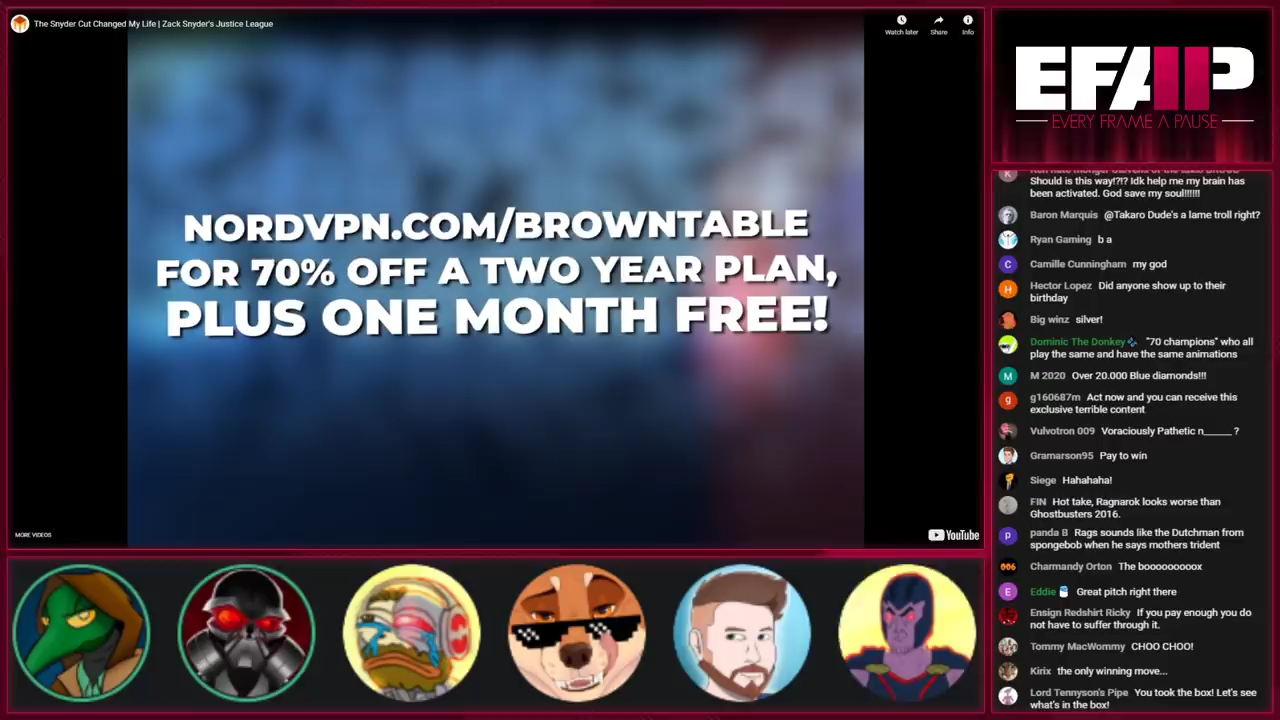 The Snyder Cut Changed My Life | Zack Snyder's Justice League
Watch later
Share
Info
NORDVPN.COM/BROWNTABLE
FOR 70% OFF A TWO YEAR PLAN,
PLUS ONE MONTH FREE!
MORE VIDEOS
YouTube
EFAP
EVERY FRAME A PAUSE
K
Should is this way!?!? Idk help me my brain has
been activated. God save my soul!!!!!!
Baron Marquis @Takaro Dude's a lame troll right?
Ryan Gaming b a
C Camille Cunningham my god
H Hector Lopez Did anyone show up to their
birthday
Big winz silver!
Dominic The Donkey "70 champions" who all
play the same and have the same animations
M M 2020 Over 20.000 Blue diamonds!!!
g g160687m Act now and you can receive this
exclusive terrible content
Vulvotron 009 Voraciously Pathetic n_____ ?
Gramarson95 Pay to win
Siege Hahahaha!
FIN Hot take, Ragnarok looks worse than
Ghostbusters 2016.
p panda B Rags sounds like the Dutchman from
spongebob when he says mothers trident
Charmandy Orton The boooooooooox
E Eddie Great pitch right there
Ensign Redshirt Ricky If you pay enough you do
not have to suffer through it.
Tommy MacWommy CHOO CHOO!
Kirix the only winning move...
Lord Tennyson's Pipe You took the box! Let's see
what's in the box!